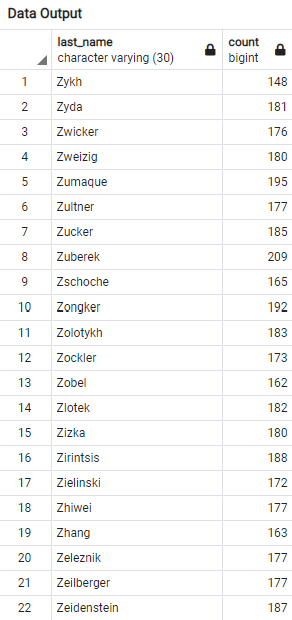 Data Output
last_name count
character varying (30) bigint
1 Zykh 148
2 Zyda 181
3 Zwicker 176
4 Zweizig 180
5 Zumaque 195
6 Zultner 177
7 Zucker 185
8 Zuberek 209
9 Zschoche 165
10 Zongker 192
11 Zolotykh 183
12 Zockler 173
13 Zobel 162
14 Zlotek 182
15 Zizka 180
16 Zirintsis 188
17 Zielinski 172
18 Zhiwei 177
19 Zhang 163
20 Zeleznik 177
21 Zeilberger 177
22 Zeidenstein 187